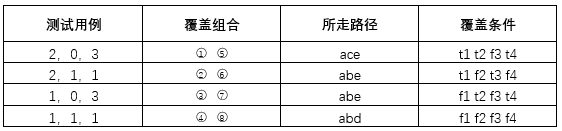 测试用例 覆盖组合 所走路径 覆盖条件
2，0，3 ① ⑤ ace t1 t2 f3 t4
2，1，1 ② ⑥ abe t1 f2 t3 f4
1，0，3 ③ ⑦ abe f1 t2 f3 t4
1，1，1 ④ ⑧ abd f1 f2 f3 f4